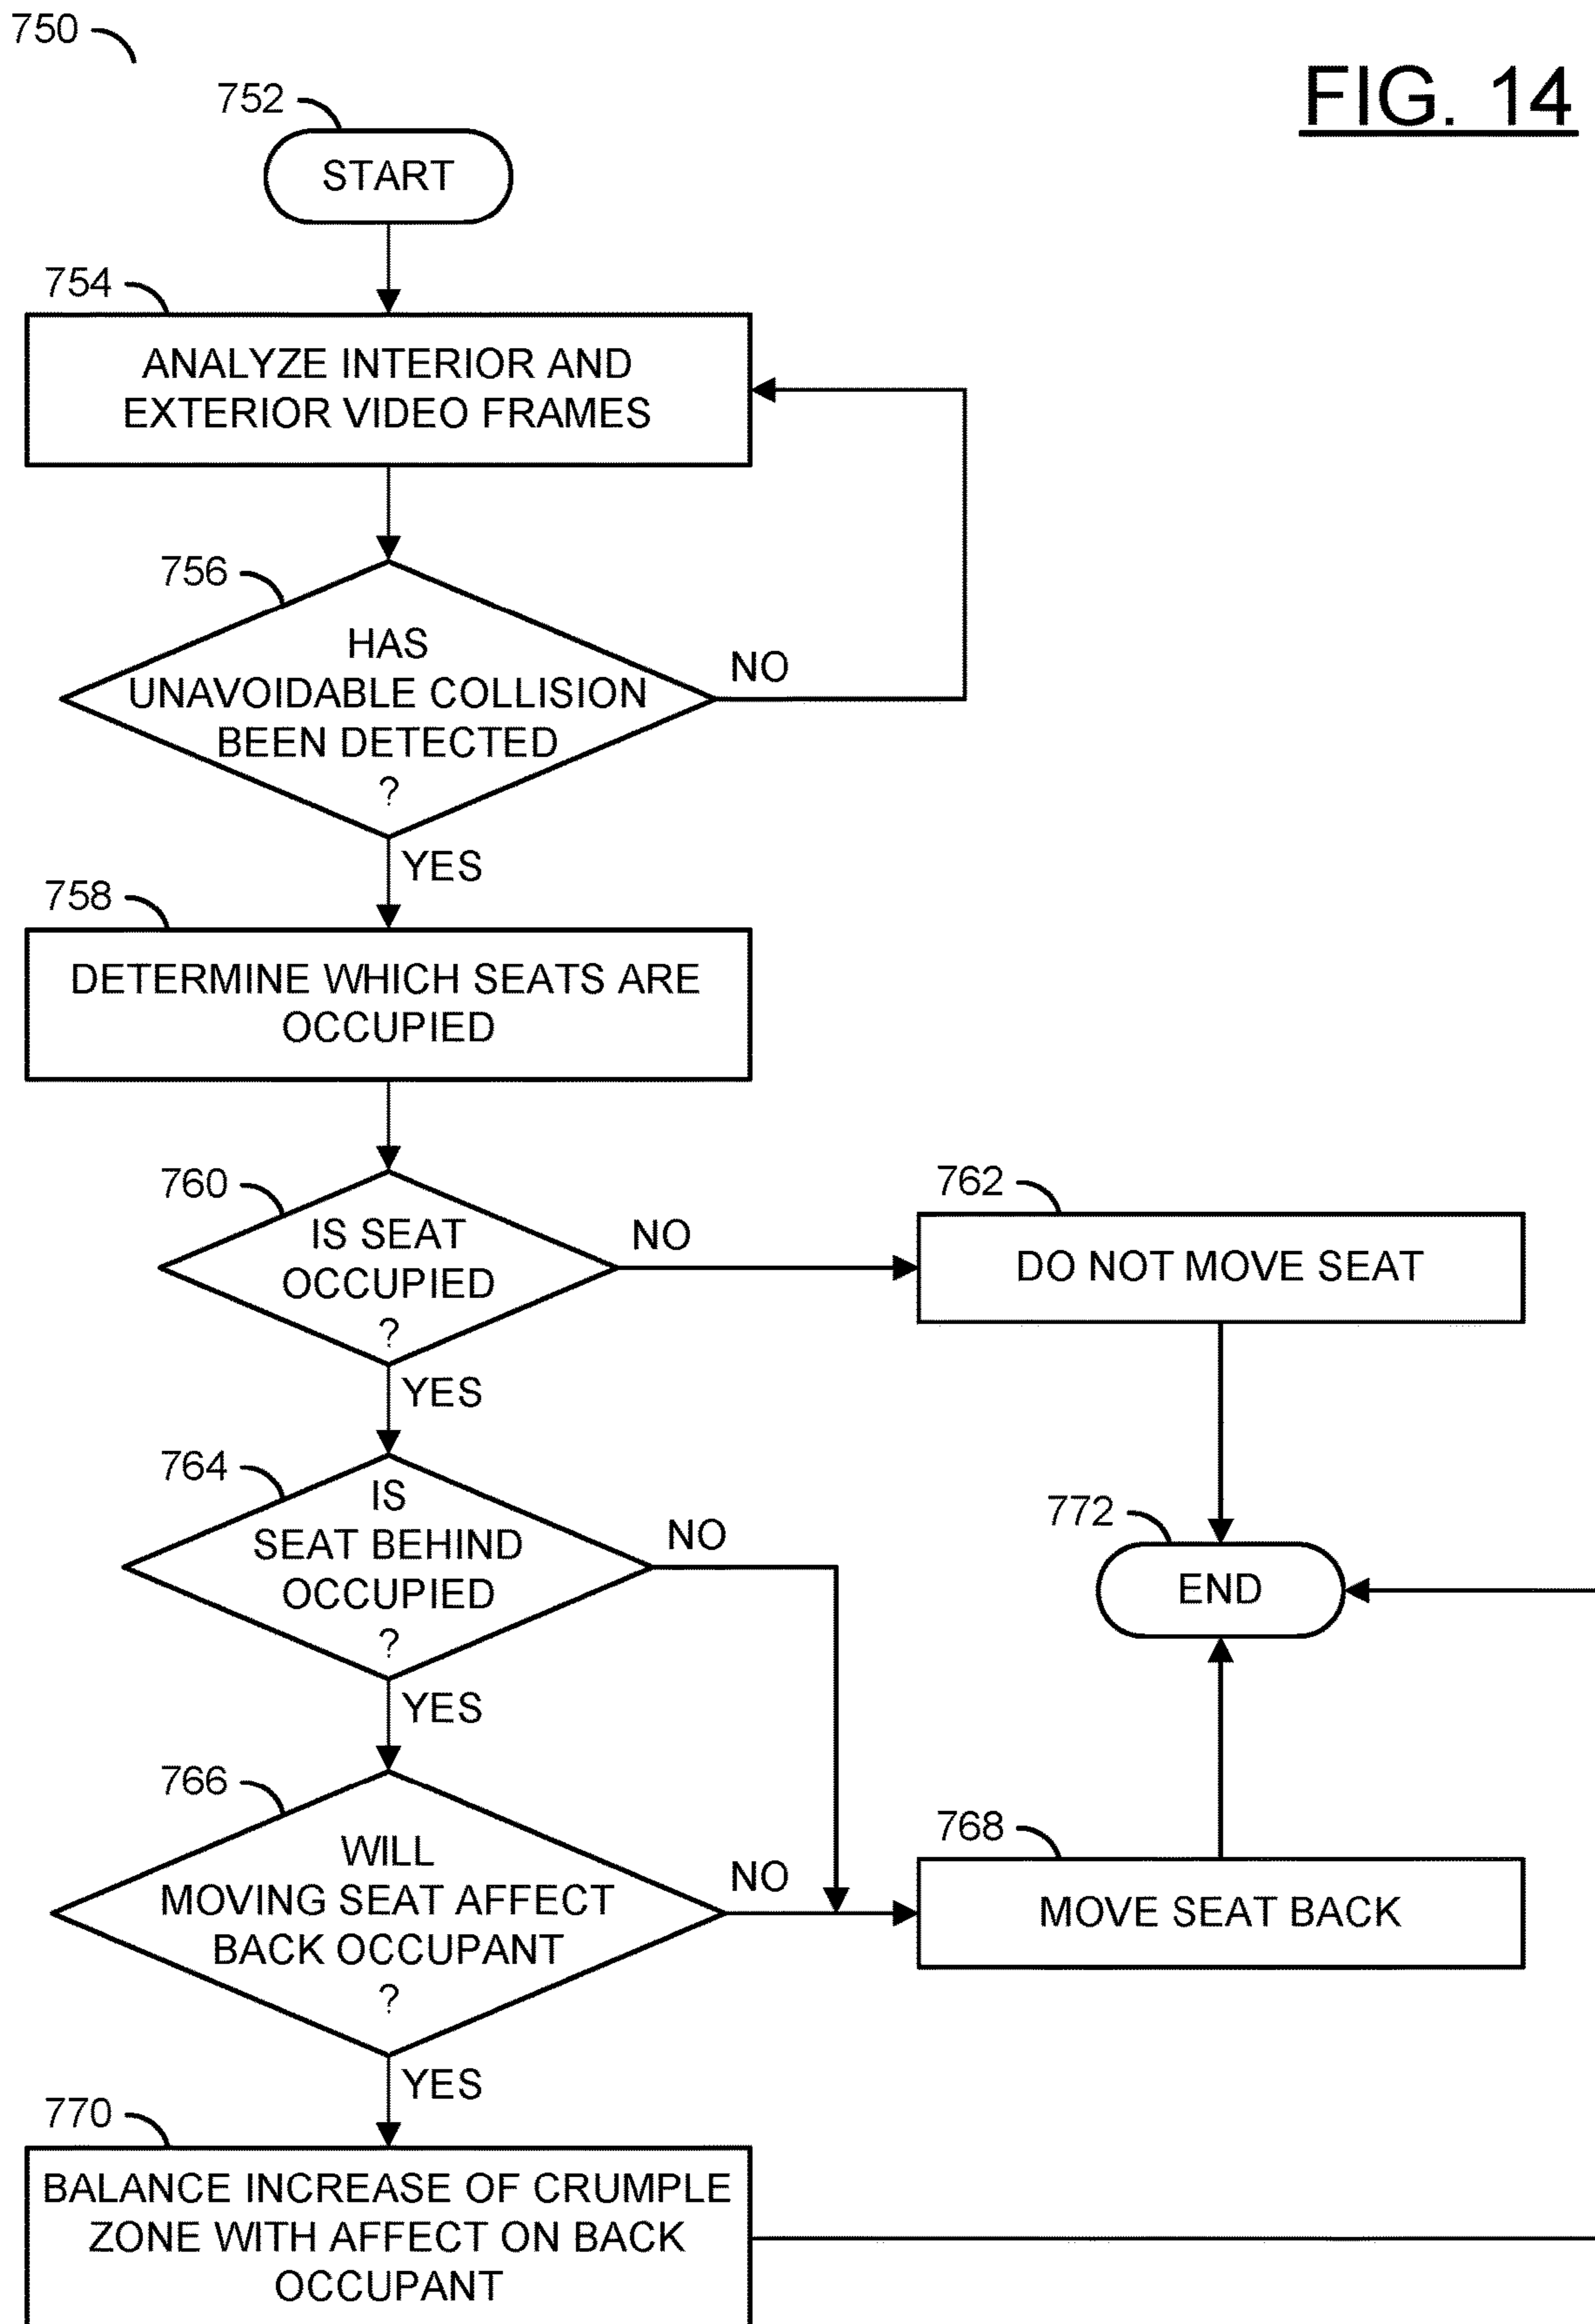 750
FIG. 14
752
START
754
ANALYZE INTERIOR AND
EXTERIOR VIDEO FRAMES
756
HAS
UNAVOIDABLE COLLISION
BEEN DETECTED
?
NO
YES
758
DETERMINE WHICH SEATS ARE
OCCUPIED
760
IS SEAT
OCCUPIED
?
NO
YES
762
DO NOT MOVE SEAT
764
IS
SEAT BEHIND
OCCUPIED
?
NO
YES
772
END
766
WILL
MOVING SEAT AFFECT
BACK OCCUPANT
?
NO
YES
768
MOVE SEAT BACK
770
BALANCE INCREASE OF CRUMPLE
ZONE WITH AFFECT ON BACK
OCCUPANT